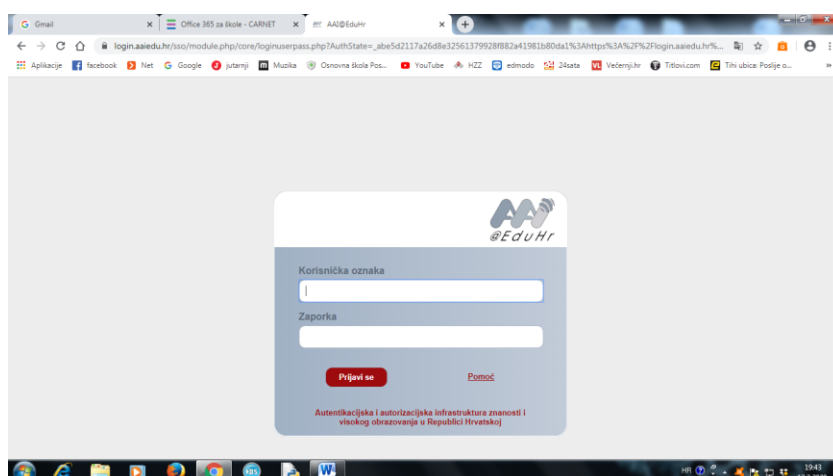 Gmail
Office 365 za škole - CARNET
AAI@EduHr
login.aaiedu.hr/sso/module.php/core/loginuserpass.php?AuthState=_abe5d2117a26d8e32561379928f882a41981b80da1%3Ahttps%3A%2F%2Flogin.aaiedu.hr%...
Aplikacije facebook Net Google jutarnji Muzika Osnovna škola Pos... YouTube HZZ edmodo 24sata Večernji.hr Titlovi.com Tihi ubica: Poslije o... »
AAI
@EduHr
Korisnička oznaka
Zaporka
Prijavi se
Pomoć
Autentikacijska i autorizacijska infrastruktura znanosti i
visokog obrazovanja u Republici Hrvatskoj
HR
19:43